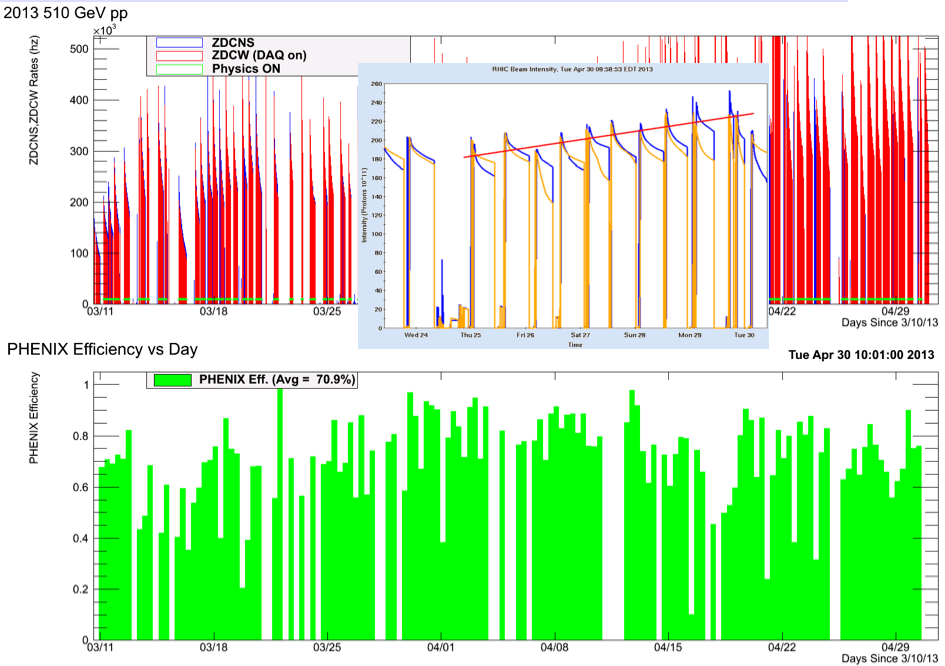 2013 510 GeV pp
×10³
ZDCNS,ZDCW Rates (hz)
500
400
300
200
100
0
ZDCNS
ZDCW (DAQ on)
Physics ON
03/11
03/18
03/25
04/22
04/29
Days Since 3/10/13
RHIC Beam Intensity, Tue Apr 30 09:58:53 EDT 2013
Intensity (Protons 10^11)
260
240
220
200
180
160
140
120
100
80
60
40
20
0
Wed 24
Thu 25
Fri 26
Sat 27
Sun 28
Mon 29
Tue 30
Time
PHENIX Efficiency vs Day
Tue Apr 30 10:01:00 2013
PHENIX Efficiency
PHENIX Eff. (Avg = 70.9%)
1
0.8
0.6
0.4
0.2
0
03/11
03/18
03/25
04/01
04/08
04/15
04/22
04/29
Days Since 3/10/13